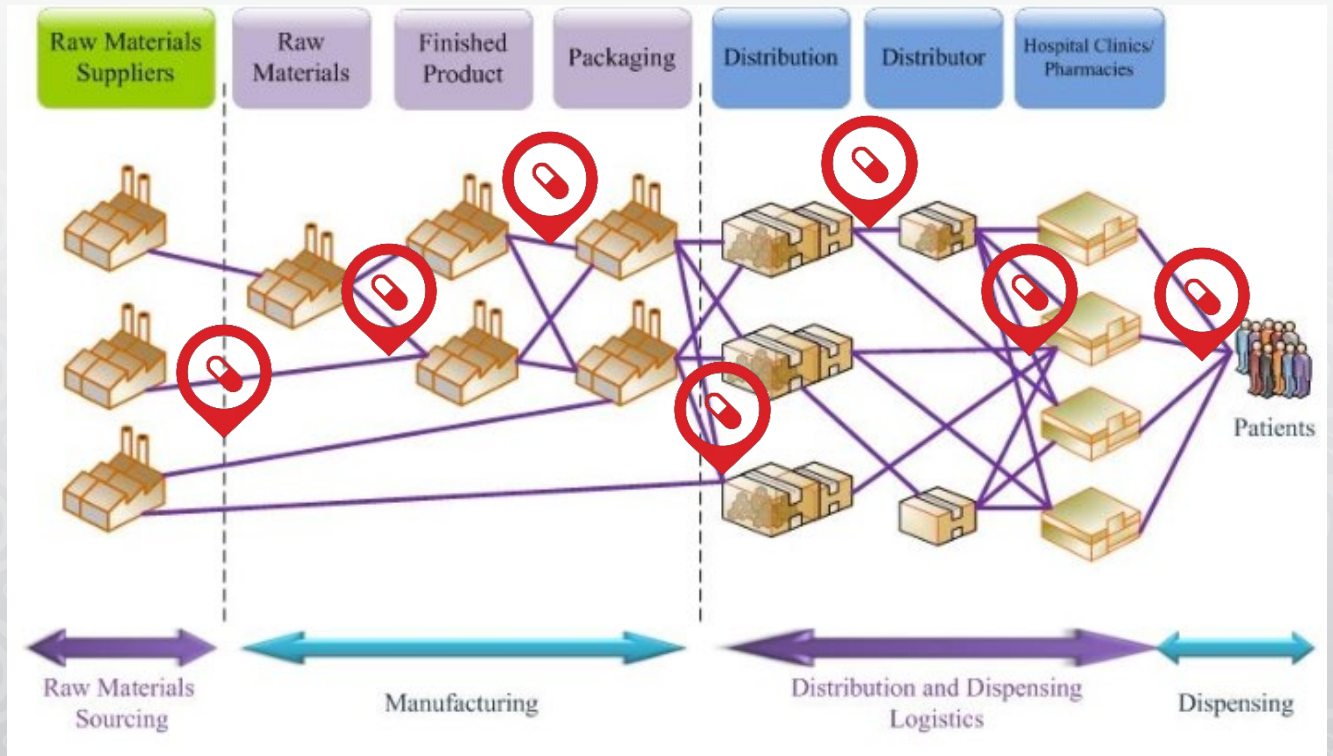 Raw Materials
Suppliers
Raw
Materials
Finished
Product
Packaging
Distribution
Distributor
Hospital Clinics/
Pharmacies
Patients
Raw Materials
Sourcing
Manufacturing
Distribution and Dispensing
Logistics
Dispensing